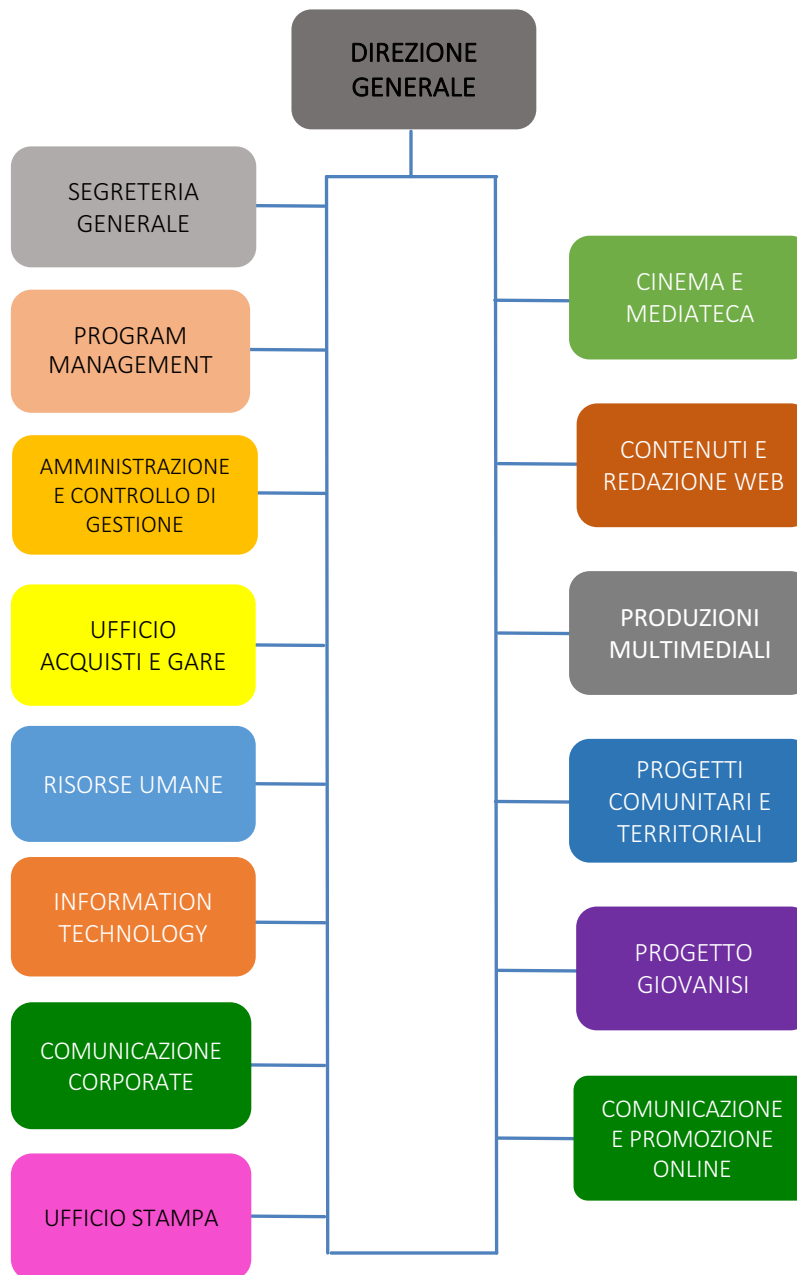 DIREZIONE
GENERALE
SEGRETERIA
GENERALE
PROGRAM
MANAGEMENT
AMMINISTRAZIONE
E CONTROLLO DI
GESTIONE
UFFICIO
ACQUISTI E GARE
RISORSE UMANE
INFORMATION
TECHNOLOGY
COMUNICAZIONE
CORPORATE
UFFICIO STAMPA
CINEMA E
MEDIATECA
CONTENUTI E
REDAZIONE WEB
PRODUZIONI
MULTIMEDIALI
PROGETTI
COMUNITARI E
TERRITORIALI
PROGETTO
GIOVANISI
COMUNICAZIONE
E PROMOZIONE
ONLINE